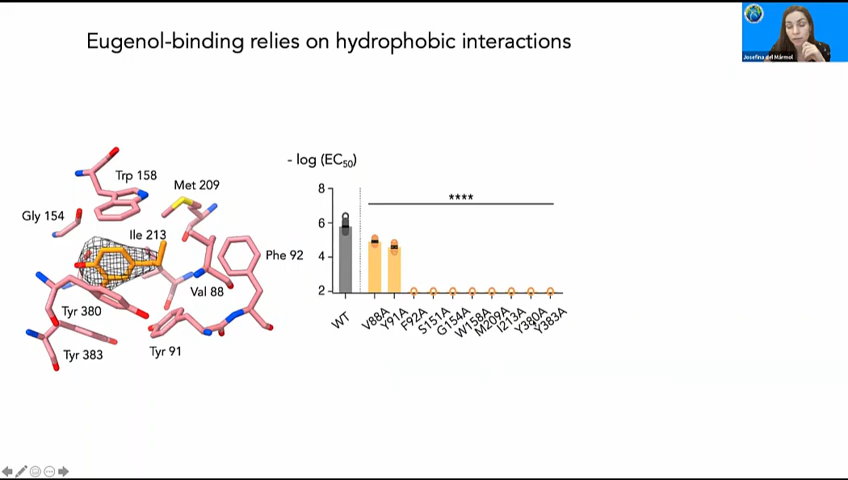 Eugenol-binding relies on hydrophobic interactions
Josefina del Mármol
Trp 158
Met 209
Gly 154
Ile 213
Phe 92
Val 88
Tyr 380
Tyr 383
Tyr 91
- log (EC50)
8
6
4
2
****
WT
V88A
Y91A
F92A
S151A
G154A
W158A
M209A
I213A
Y380A
Y383A